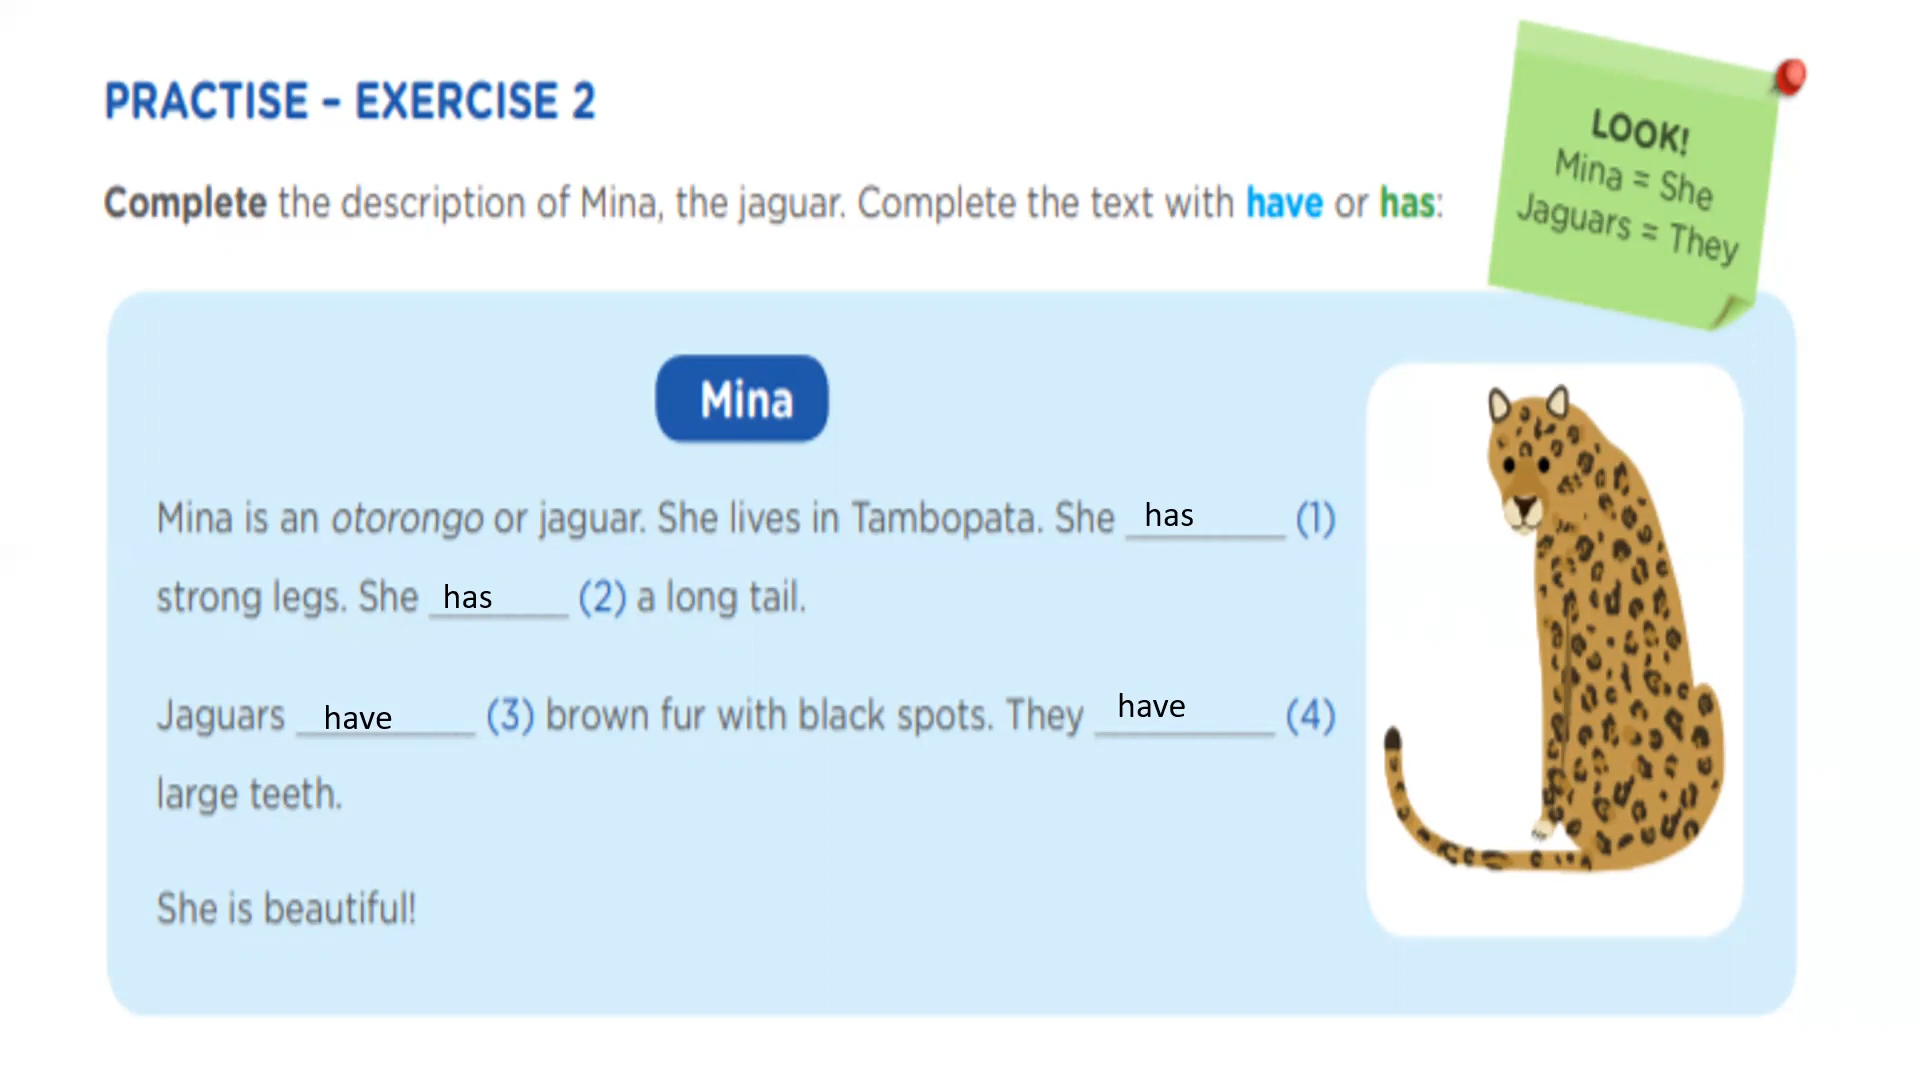 PRACTISE – EXERCISE 2
LOOK!
Mina = She
Jaguars = They
Complete the description of Mina, the jaguar. Complete the text with have or has:
Mina
Mina is an otorongo or jaguar. She lives in Tambopata. She has (1)
strong legs. She has (2) a long tail.
Jaguars have (3) brown fur with black spots. They have (4)
large teeth.
She is beautiful!